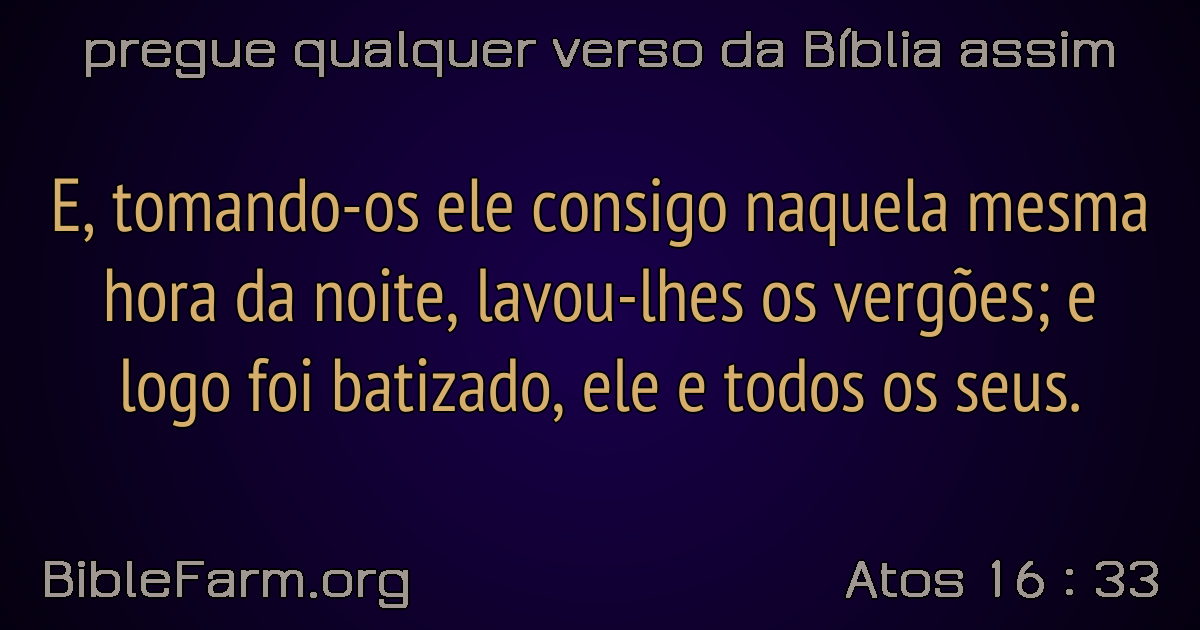 pregue qualquer verso da Bíblia assim
E, tomando-os ele consigo naquela mesma
hora da noite, lavou-lhes os vergões; e
logo foi batizado, ele e todos os seus.
BibleFarm.org
Atos 16 : 33